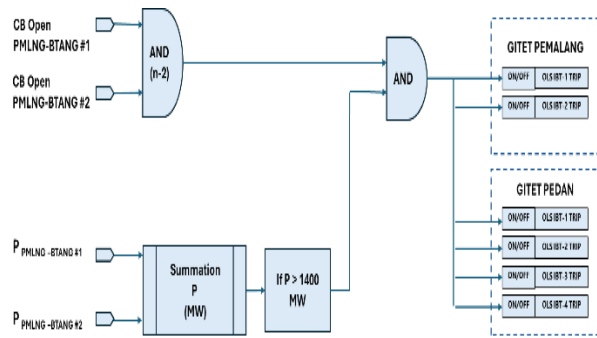 CB Open
PMLNG-BTANG #1
CB Open
PMLNG-BTANG #2
AND
(n-2)
AND
GITET PEMALANG
ON/OFF OLS IBT-1 TRIP
ON/OFF OLS IBT-2 TRIP
GITET PEDAN
ON/OFF OLS IBT-1 TRIP
ON/OFF OLS IBT-2 TRIP
ON/OFF OLS IBT-3 TRIP
ON/OFF OLS IBT-4 TRIP
P PMLNG -BTANG #1
P PMLNG -BTANG #2
Summation
P
(MW)
If P > 1400
MW